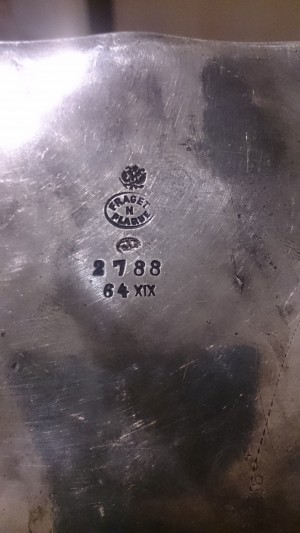 FRAGET
N
PLAQUE
2788
64 XIX